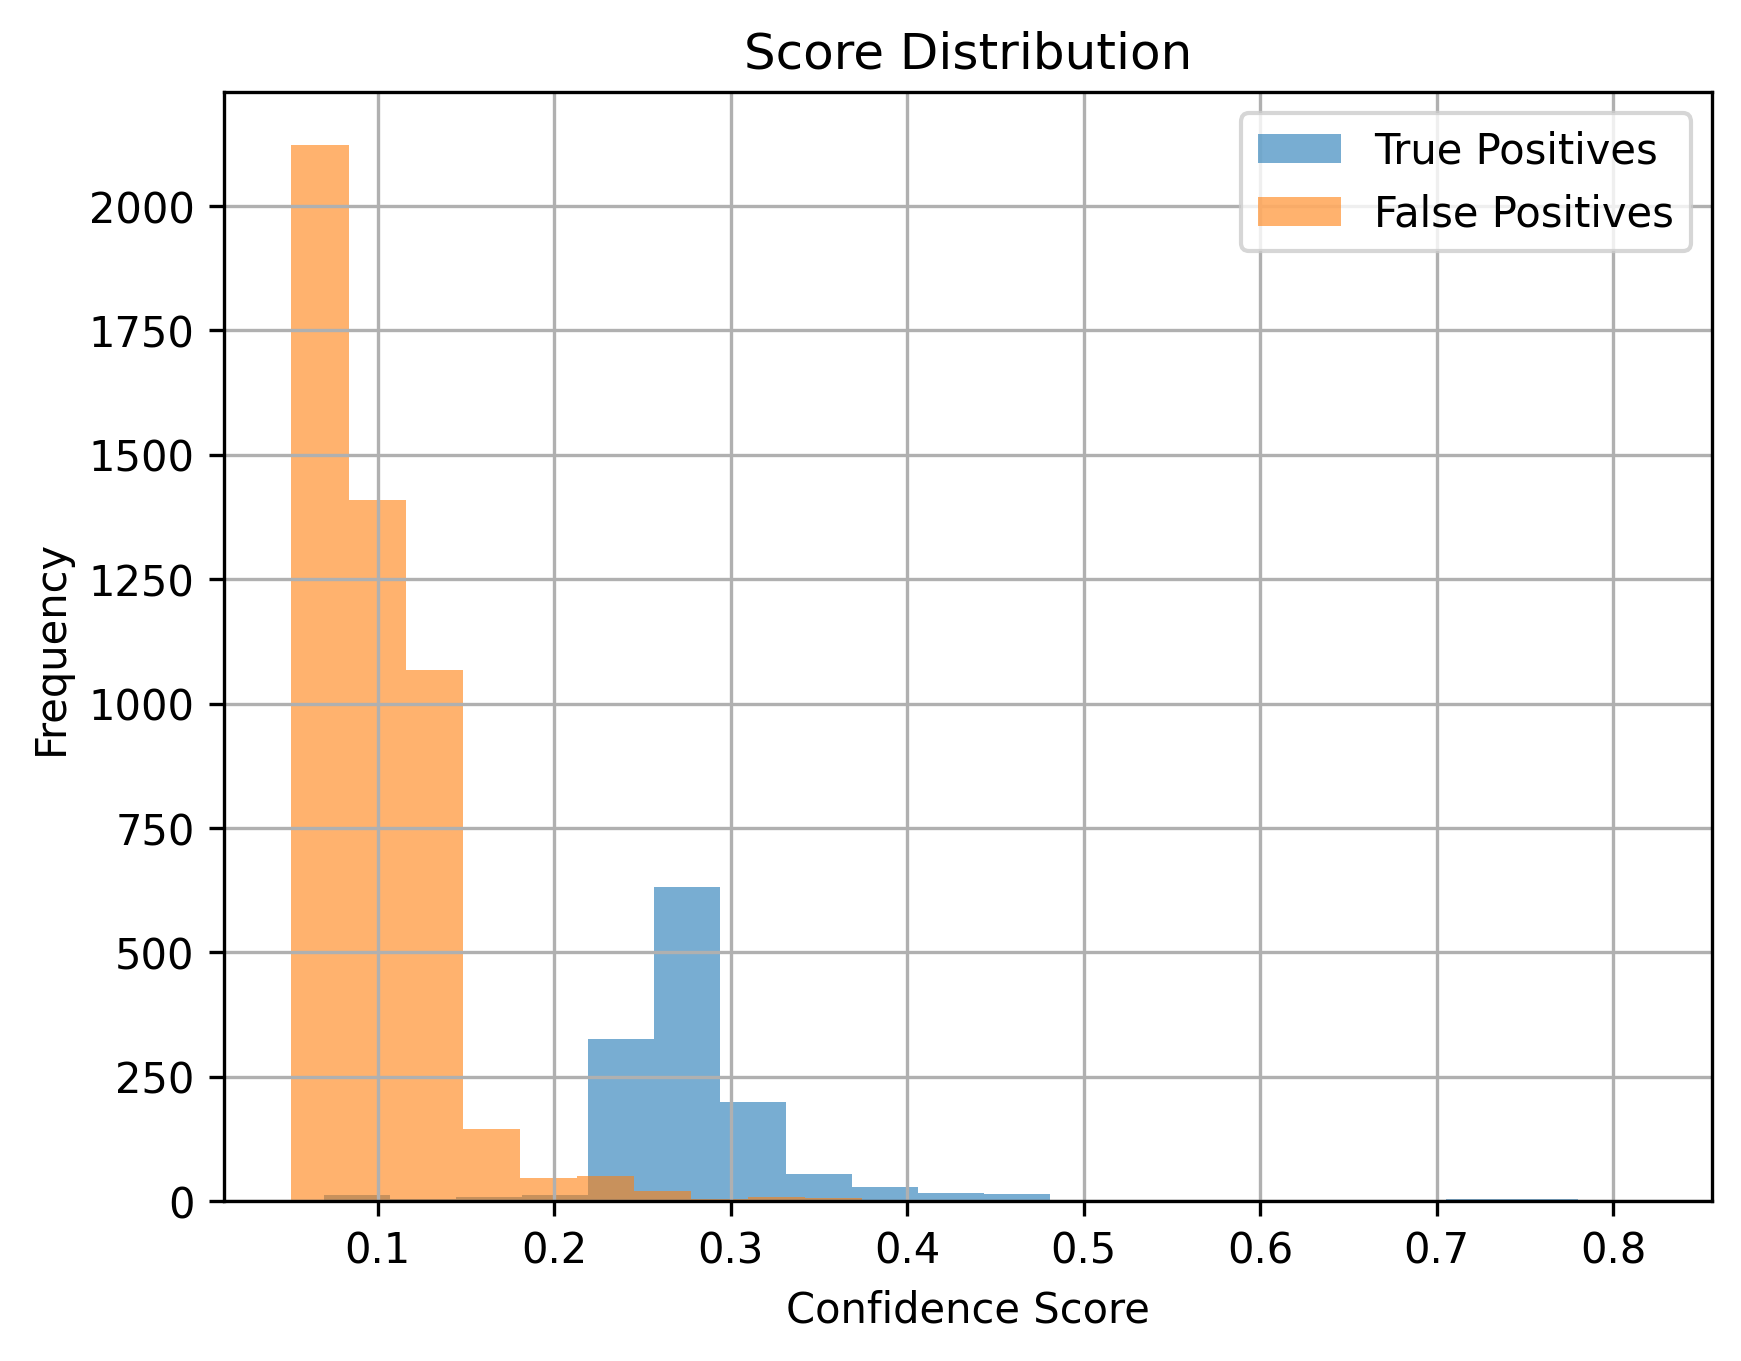 Score Distribution
True Positives
False Positives
2000
1750
1500
1250
1000
750
500
250
0
Frequency
0.1 0.2 0.3 0.4 0.5 0.6 0.7 0.8
Confidence Score